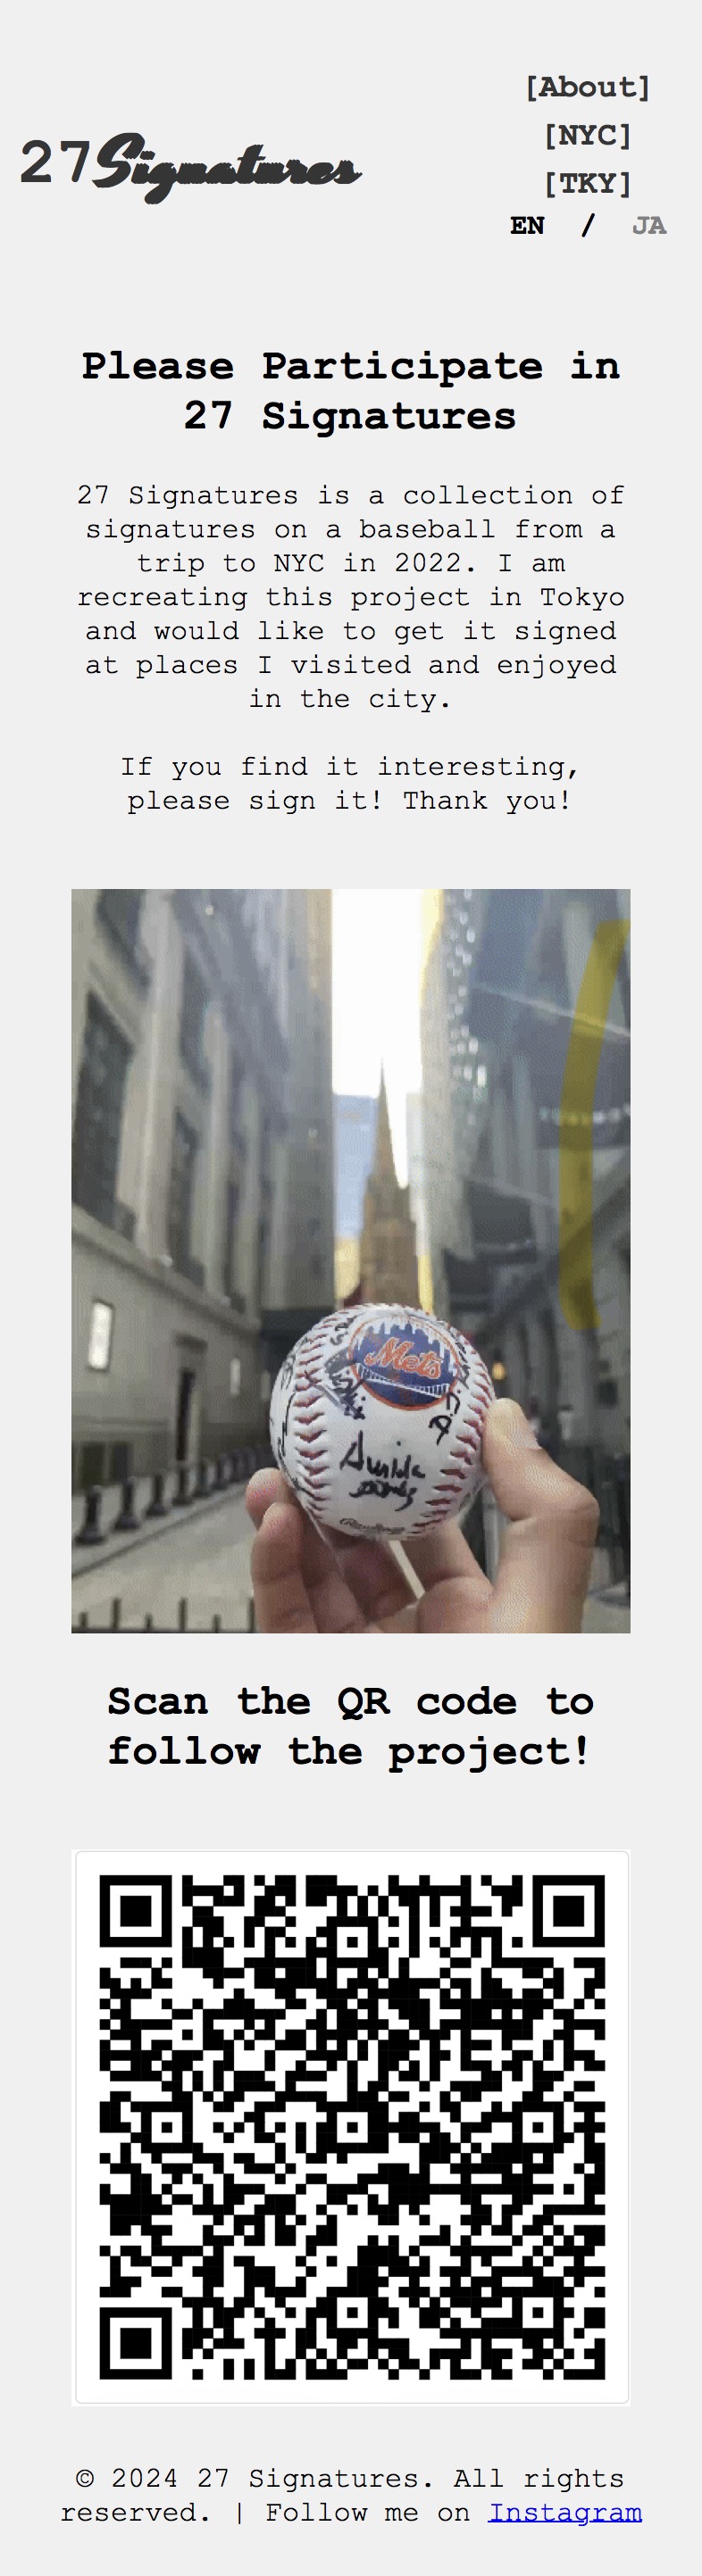 27Signatures
[About]
[NYC]
[TKY]
EN / JA
Please Participate in
27 Signatures
27 Signatures is a collection of
signatures on a baseball from a
trip to NYC in 2022. I am
recreating this project in Tokyo
and would like to get it signed
at places I visited and enjoyed
in the city.
If you find it interesting,
please sign it! Thank you!
Mets
Scan the QR code to
follow the project!
© 2024 27 Signatures. All rights
reserved. | Follow me on Instagram